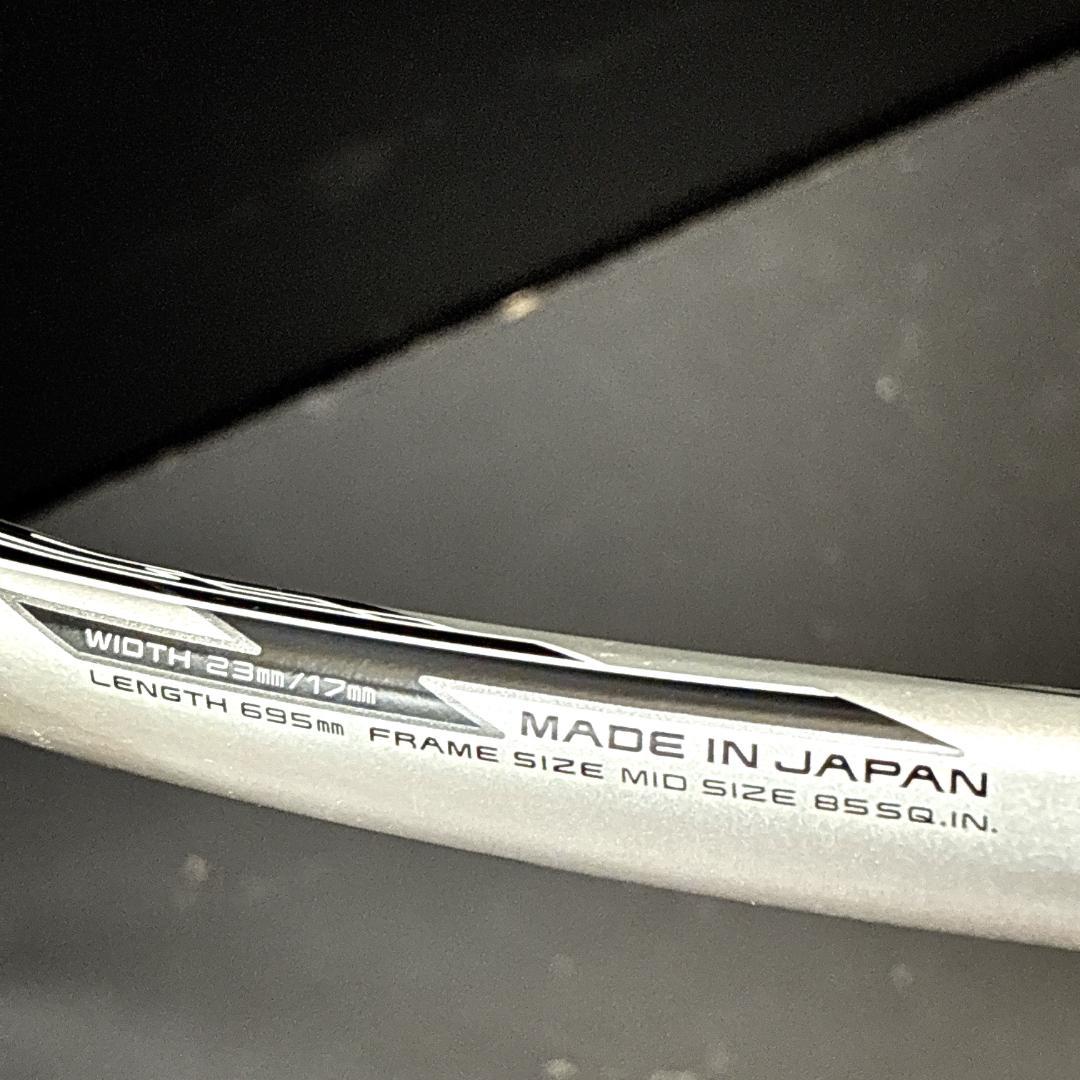 WIDTH 23mm/17mm
MADE IN JAPAN
LENGTH 695mm FRAME SIZE MID SIZE 85SQ.IN.